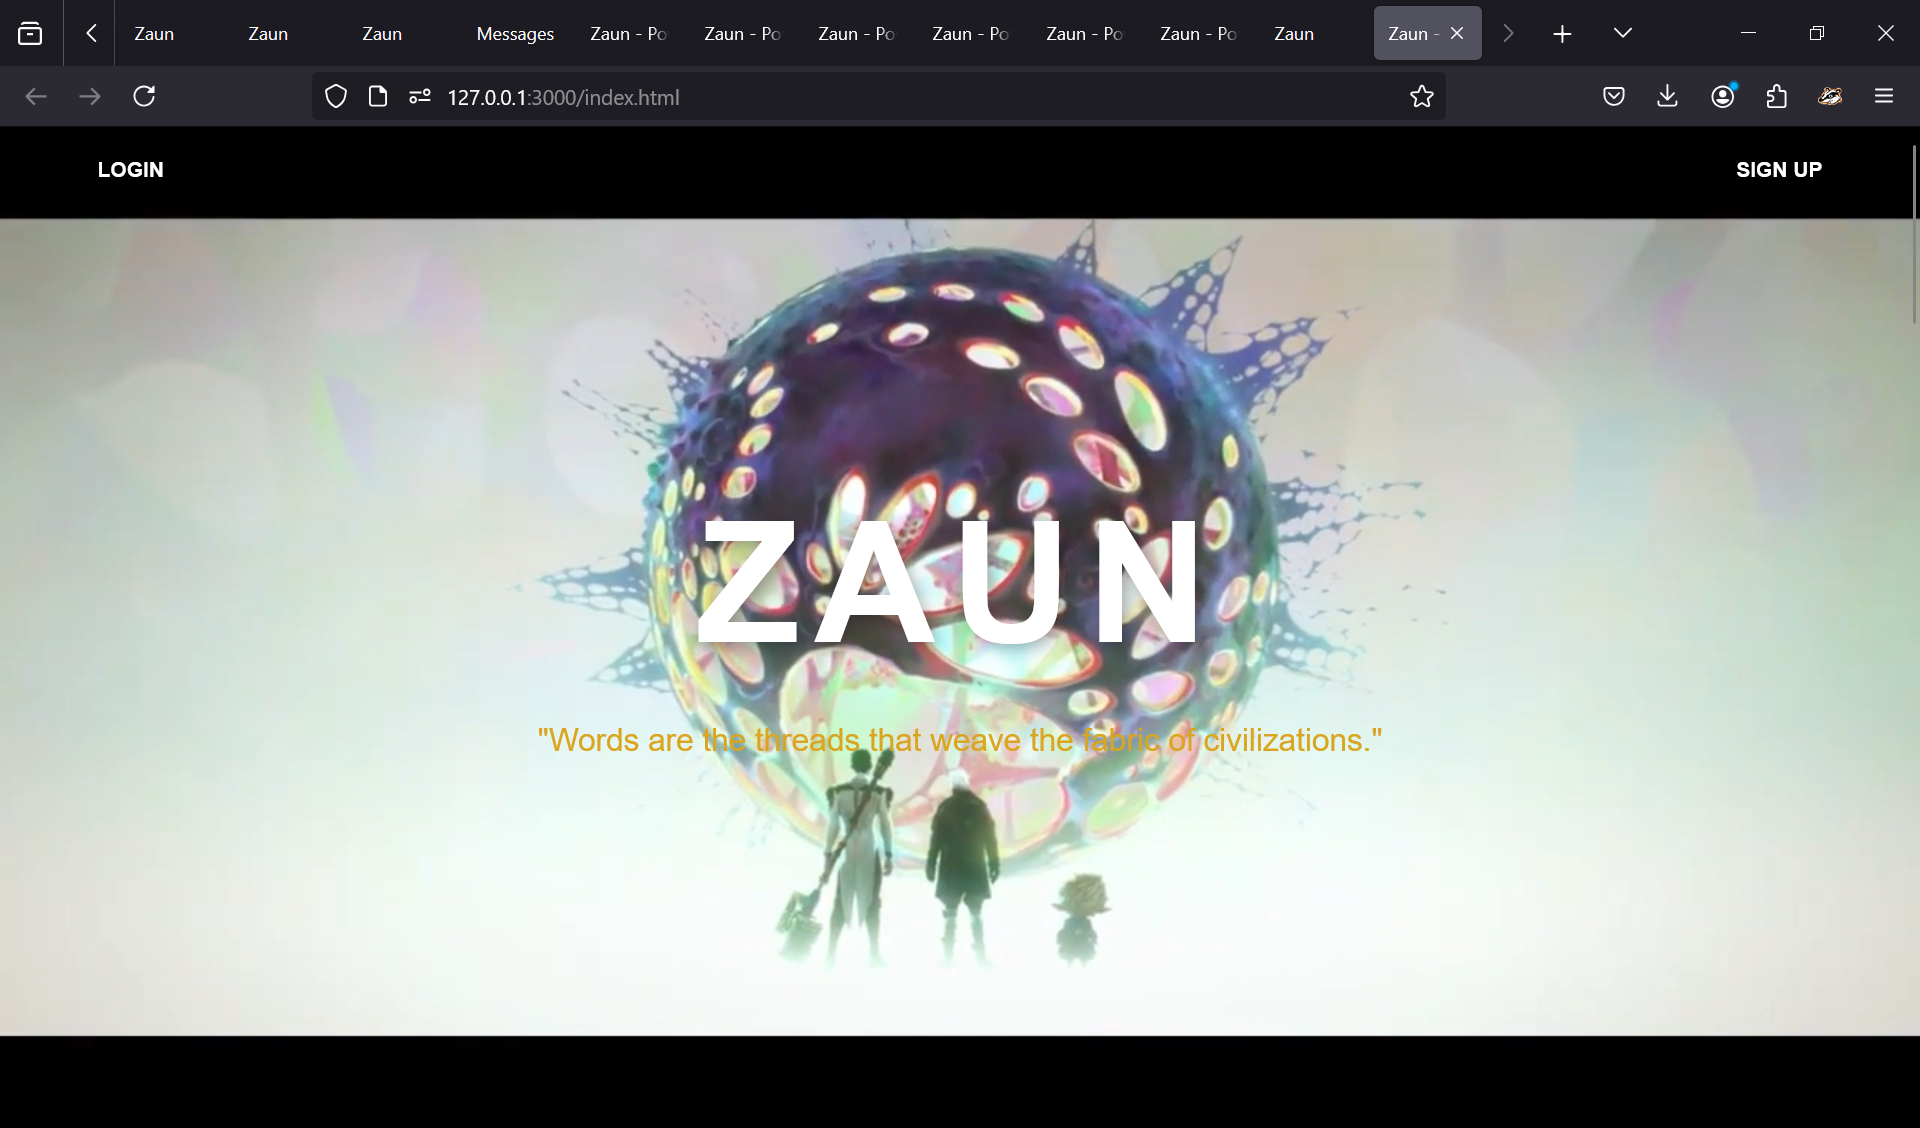 Zaun
Zaun
Zaun
Messages
Zaun - Po
Zaun - Po
Zaun - Po
Zaun - Po
Zaun - Po
Zaun - Po
Zaun
Zaun -
127.0.0.1:3000/index.html
LOGIN
SIGN UP
ZAUN
"Words are the threads that weave the fabric of civilizations."